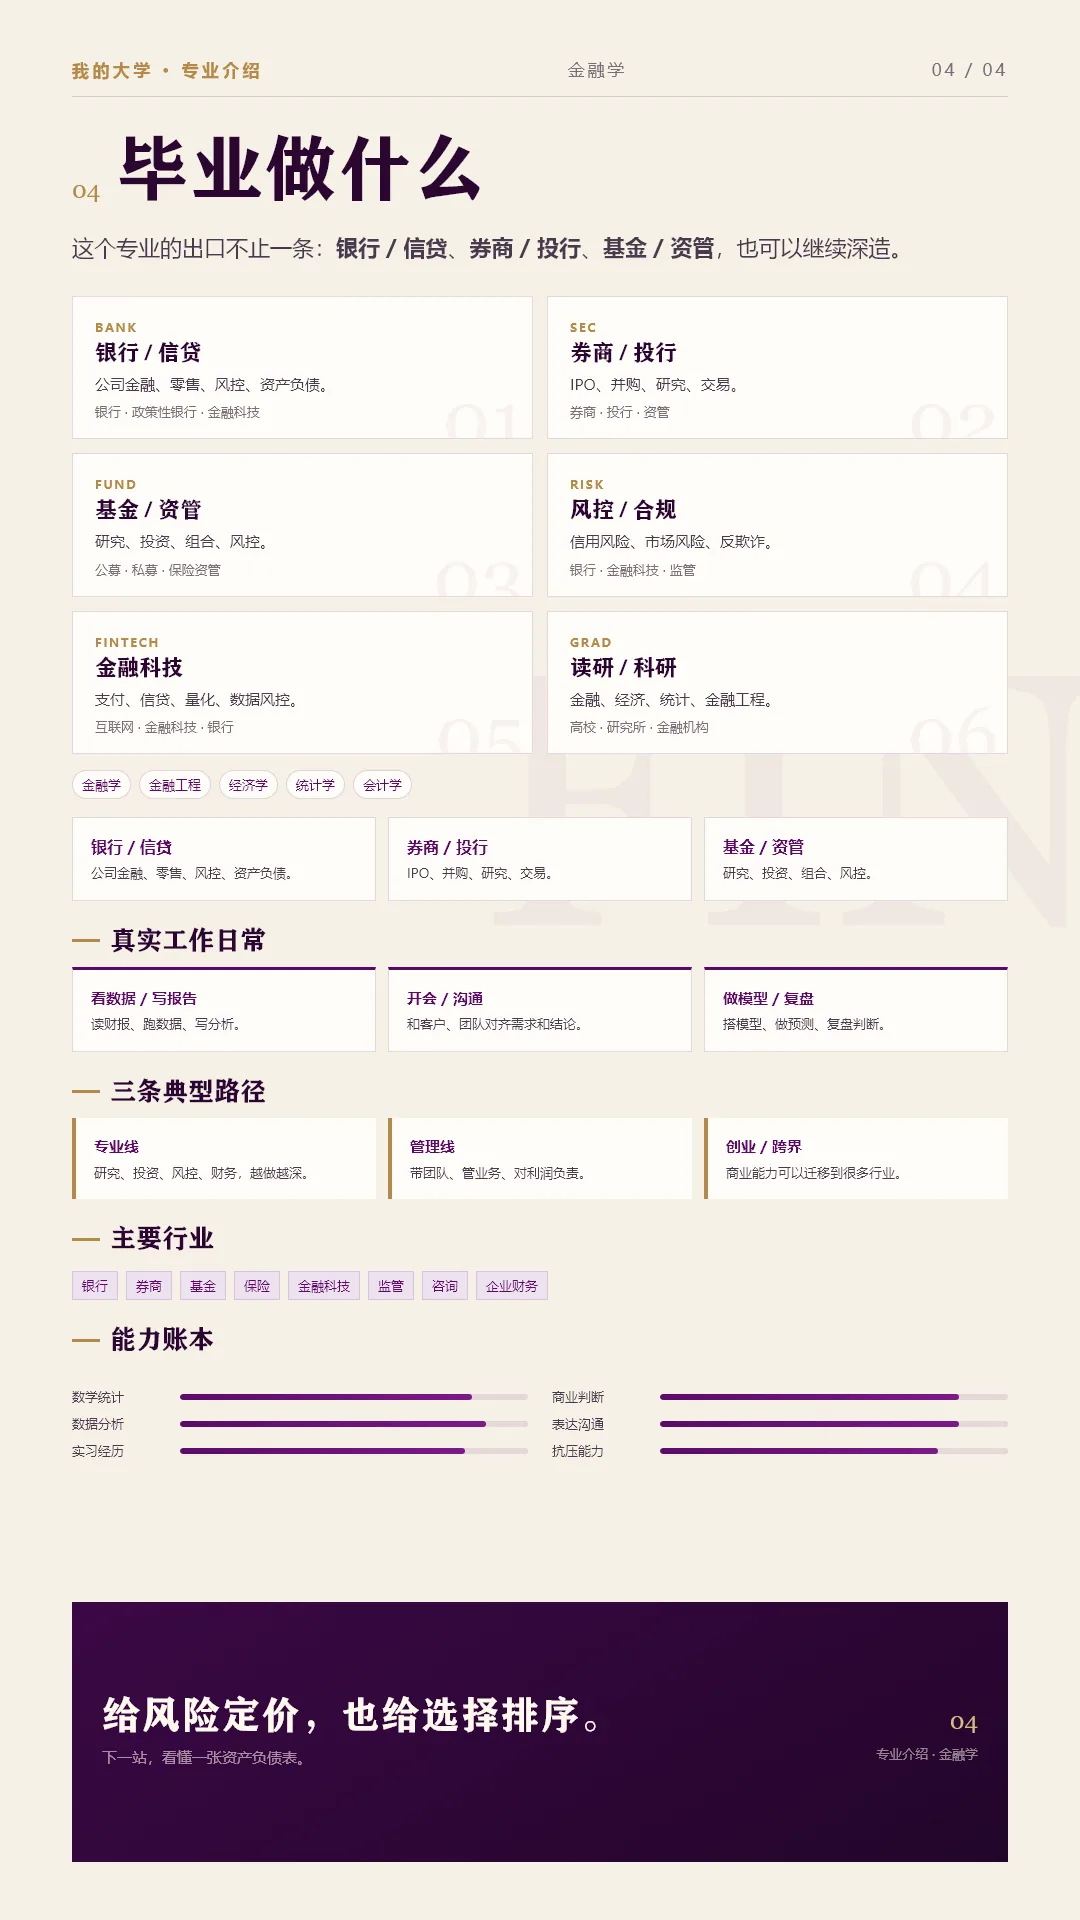 我的大学 · 专业介绍
金融学
04 / 04
04 毕业做什么
这个专业的出口不止一条：银行 / 信贷、券商 / 投行、基金 / 资管，也可以继续深造。
BANK
银行 / 信贷
公司金融、零售、风控、资产负债。
银行 · 政策性银行 · 金融科技
01
SEC
券商 / 投行
IPO、并购、研究、交易。
券商 · 投行 · 资管
02
FUND
基金 / 资管
研究、投资、组合、风控。
公募 · 私募 · 保险资管
03
RISK
风控 / 合规
信用风险、市场风险、反欺诈。
银行 · 金融科技 · 监管
04
FINTECH
金融科技
支付、信贷、量化、数据风控。
互联网 · 金融科技 · 银行
05
GRAD
读研 / 科研
金融、经济、统计、金融工程。
高校 · 研究所 · 金融机构
06
FIN
金融学 金融工程 经济学 统计学 会计学
银行 / 信贷
公司金融、零售、风控、资产负债。
券商 / 投行
IPO、并购、研究、交易。
基金 / 资管
研究、投资、组合、风控。
真实工作日常
看数据 / 写报告
读财报、跑数据、写分析。
开会 / 沟通
和客户、团队对齐需求和结论。
做模型 / 复盘
搭模型、做预测、复盘判断。
三条典型路径
专业线
研究、投资、风控、财务，越做越深。
管理线
带团队、管业务、对利润负责。
创业 / 跨界
商业能力可以迁移到很多行业。
主要行业
银行 券商 基金 保险 金融科技 监管 咨询 企业财务
能力账本
数学统计
商业判断
数据分析
表达沟通
实习经历
抗压能力
给风险定价，也给选择排序。
下一站，看懂一张资产负债表。
04
专业介绍 · 金融学